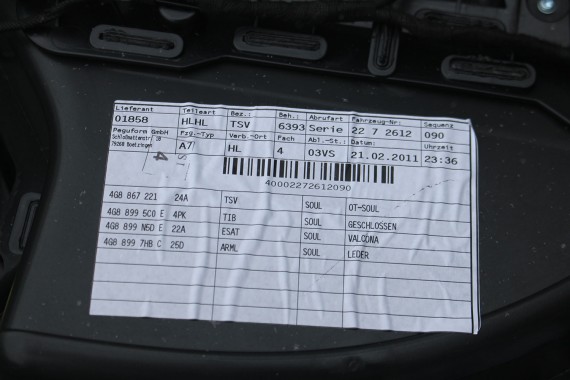 Lieferant Teileart Bez.: Beh.: Abrufart Fahrzeug-Nr: Sequenz
01858 HLHL TSV 6393 Serie 22 7 2612 090
Peguform GmbH Fzg.-Typ Verb.-Ort Fach Abl.-St.: Datum Uhrzeit
Schloßmattenstr.18 A7 HL 4 03VS 21.02.2011 23:36
79268 Boetzingen
4
40002272612090
4G8 867 221 24A TSV SOUL OT-SOUL
4G8 899 5C0 E 4PK TIB SOUL GESCHLOSSEN
4G8 899 N5D E 22A ESAT SOUL VALCONA
4G8 899 7HB C 25D ARML SOUL LEDER